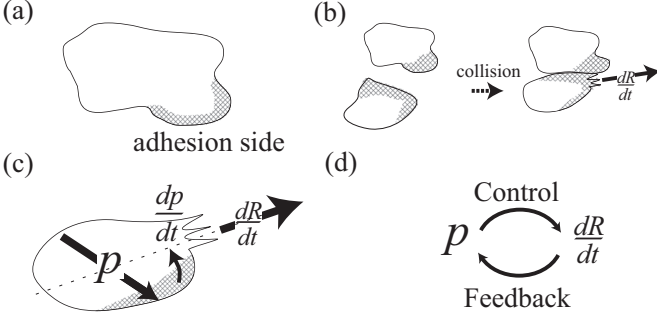 (a)
adhesion side
(b)
collision
dR/dt
(c)
dp/dt
dR/dt
p
(d)
Control
p
dR/dt
Feedback